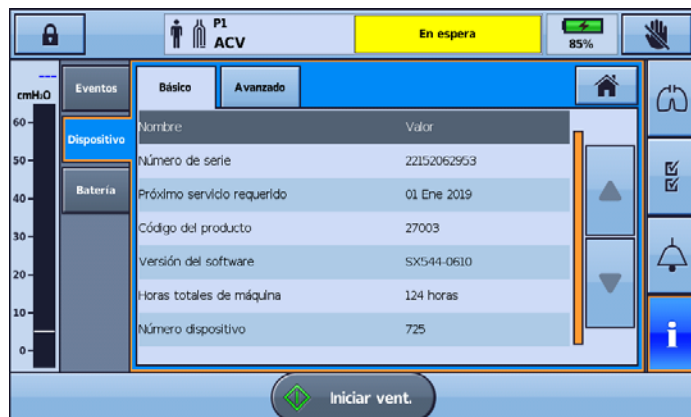 P1
ACV
En espera
85%
---
cmH₂O
60
50
40
30
20
10
0
Eventos
Dispositivo
Batería
Básico
Avanzado
Nombre Valor
Número de serie 22152062953
Próximo servicio requerido 01 Ene 2019
Código del producto 27003
Versión del software SX544-0610
Horas totales de máquina 124 horas
Número dispositivo 725
i
Iniciar vent.